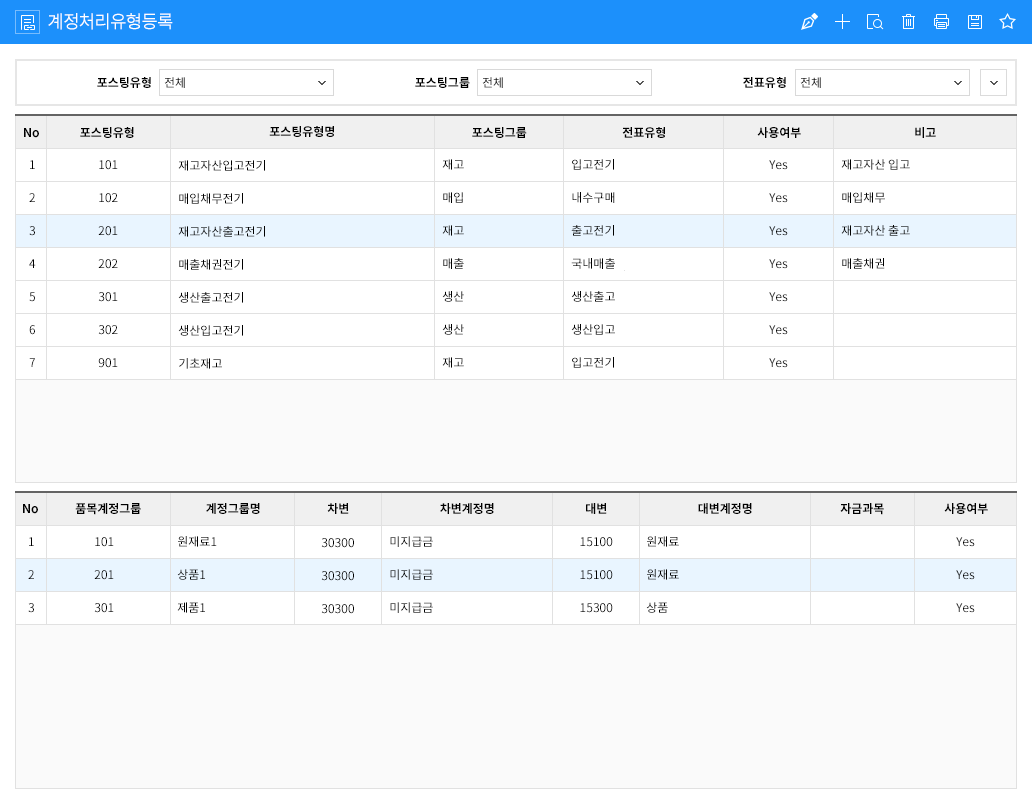 계정처리유형등록
포스팅유형 전체 포스팅그룹 전체 전표유형 전체
No 포스팅유형 포스팅유형명 포스팅그룹 전표유형 사용여부 비고
1 101 재고자산입고전기 재고 입고전기 Yes 재고자산 입고
2 102 매입채무전기 매입 내수구매 Yes 매입채무
3 201 재고자산출고전기 재고 출고전기 Yes 재고자산 출고
4 202 매출채권전기 매출 국내매출 Yes 매출채권
5 301 생산출고전기 생산 생산출고 Yes
6 302 생산입고전기 생산 생산입고 Yes
7 901 기초재고 재고 입고전기 Yes
No 품목계정그룹 계정그룹명 차변 차변계정명 대변 대변계정명 자금과목 사용여부
1 101 원재료1 30300 미지급금 15100 원재료 Yes
2 201 상품1 30300 미지급금 15100 원재료 Yes
3 301 제품1 30300 미지급금 15300 상품 Yes